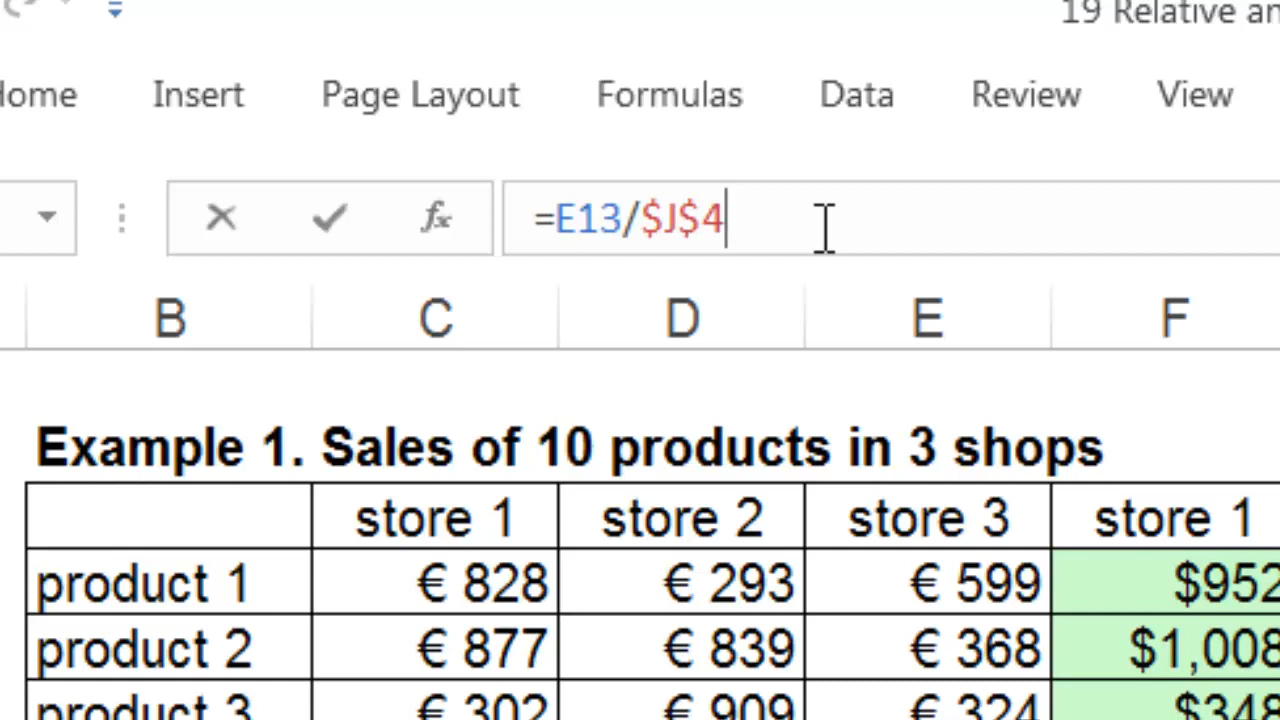 19 Relative an
Home Insert Page Layout Formulas Data Review View
fx =E13/$J$4
B C D E F
Example 1. Sales of 10 products in 3 shops
store 1 store 2 store 3 store 1
product 1 € 828 € 293 € 599 $952
product 2 € 877 € 839 € 368 $1,008
product 3 € 302 € 909 € 324 $348